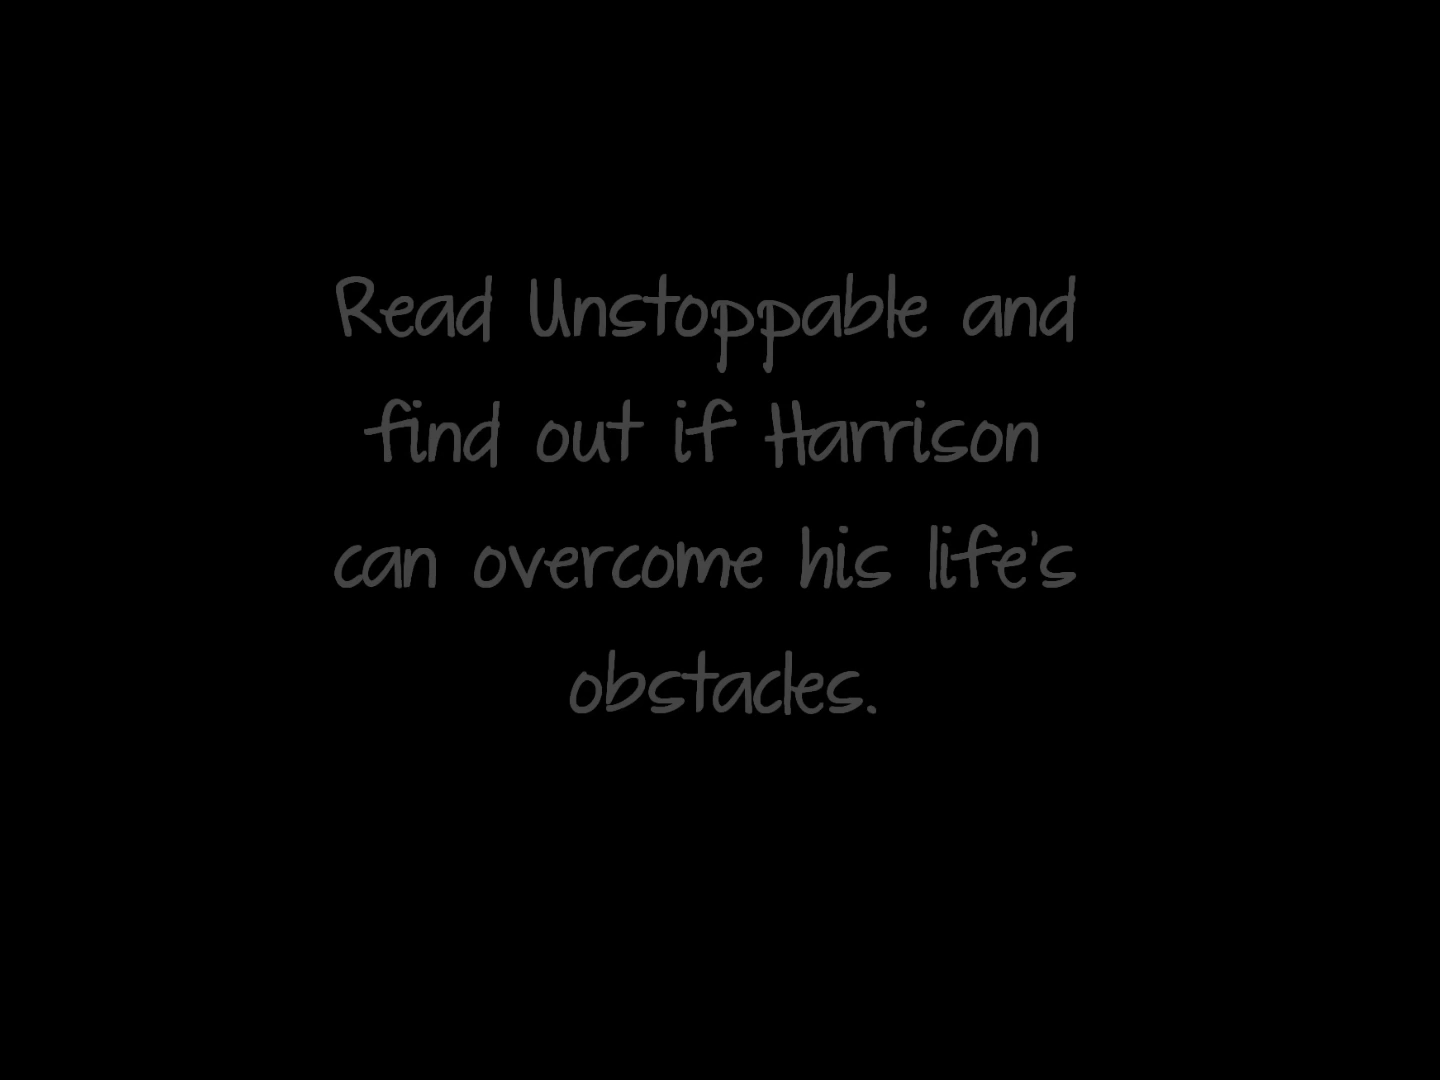 Read Unstoppable and
find out if Harrison
can overcome his life's
obstacles.